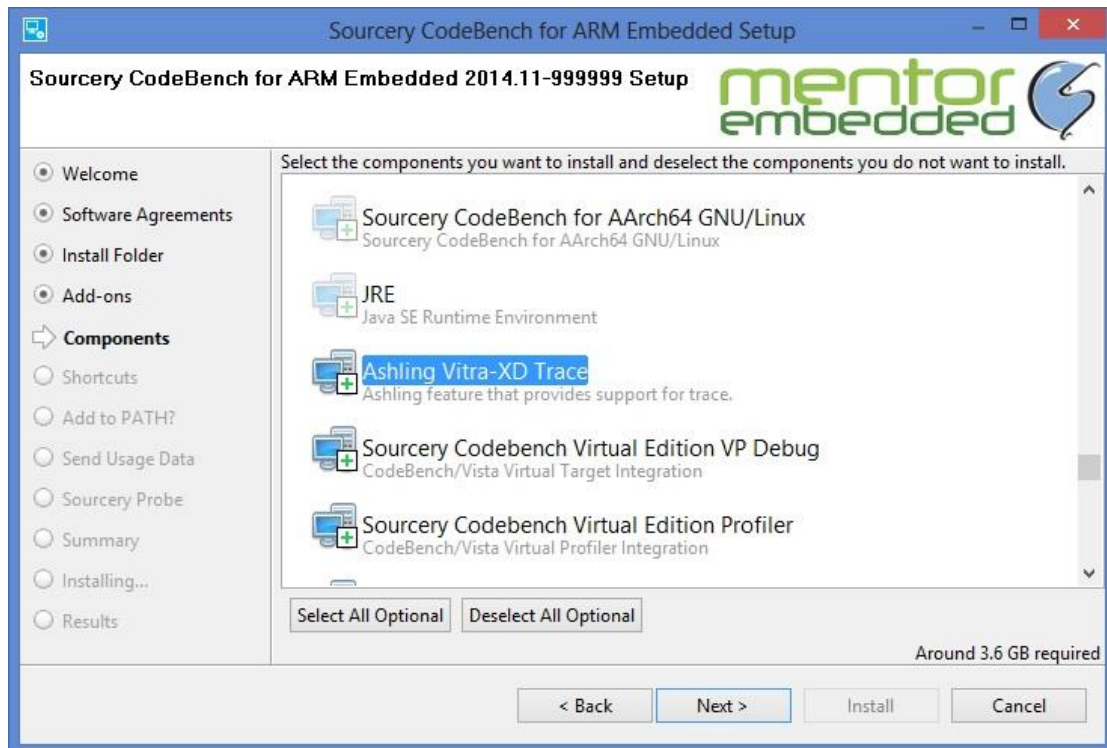 Sourcery CodeBench for ARM Embedded Setup
Sourcery CodeBench for ARM Embedded 2014.11-999999 Setup
mentor
embedded
Welcome
Software Agreements
Install Folder
Add-ons
Components
Shortcuts
Add to PATH?
Send Usage Data
Sourcery Probe
Summary
Installing...
Results
Select the components you want to install and deselect the components you do not want to install.
Sourcery CodeBench for AArch64 GNU/Linux
Sourcery CodeBench for AArch64 GNU/Linux
JRE
Java SE Runtime Environment
Ashling Vitra-XD Trace
Ashling feature that provides support for trace.
Sourcery Codebench Virtual Edition VP Debug
CodeBench/Vista Virtual Target Integration
Sourcery Codebench Virtual Edition Profiler
CodeBench/Vista Virtual Profiler Integration
Select All Optional Deselect All Optional
Around 3.6 GB required
< Back Next > Install Cancel